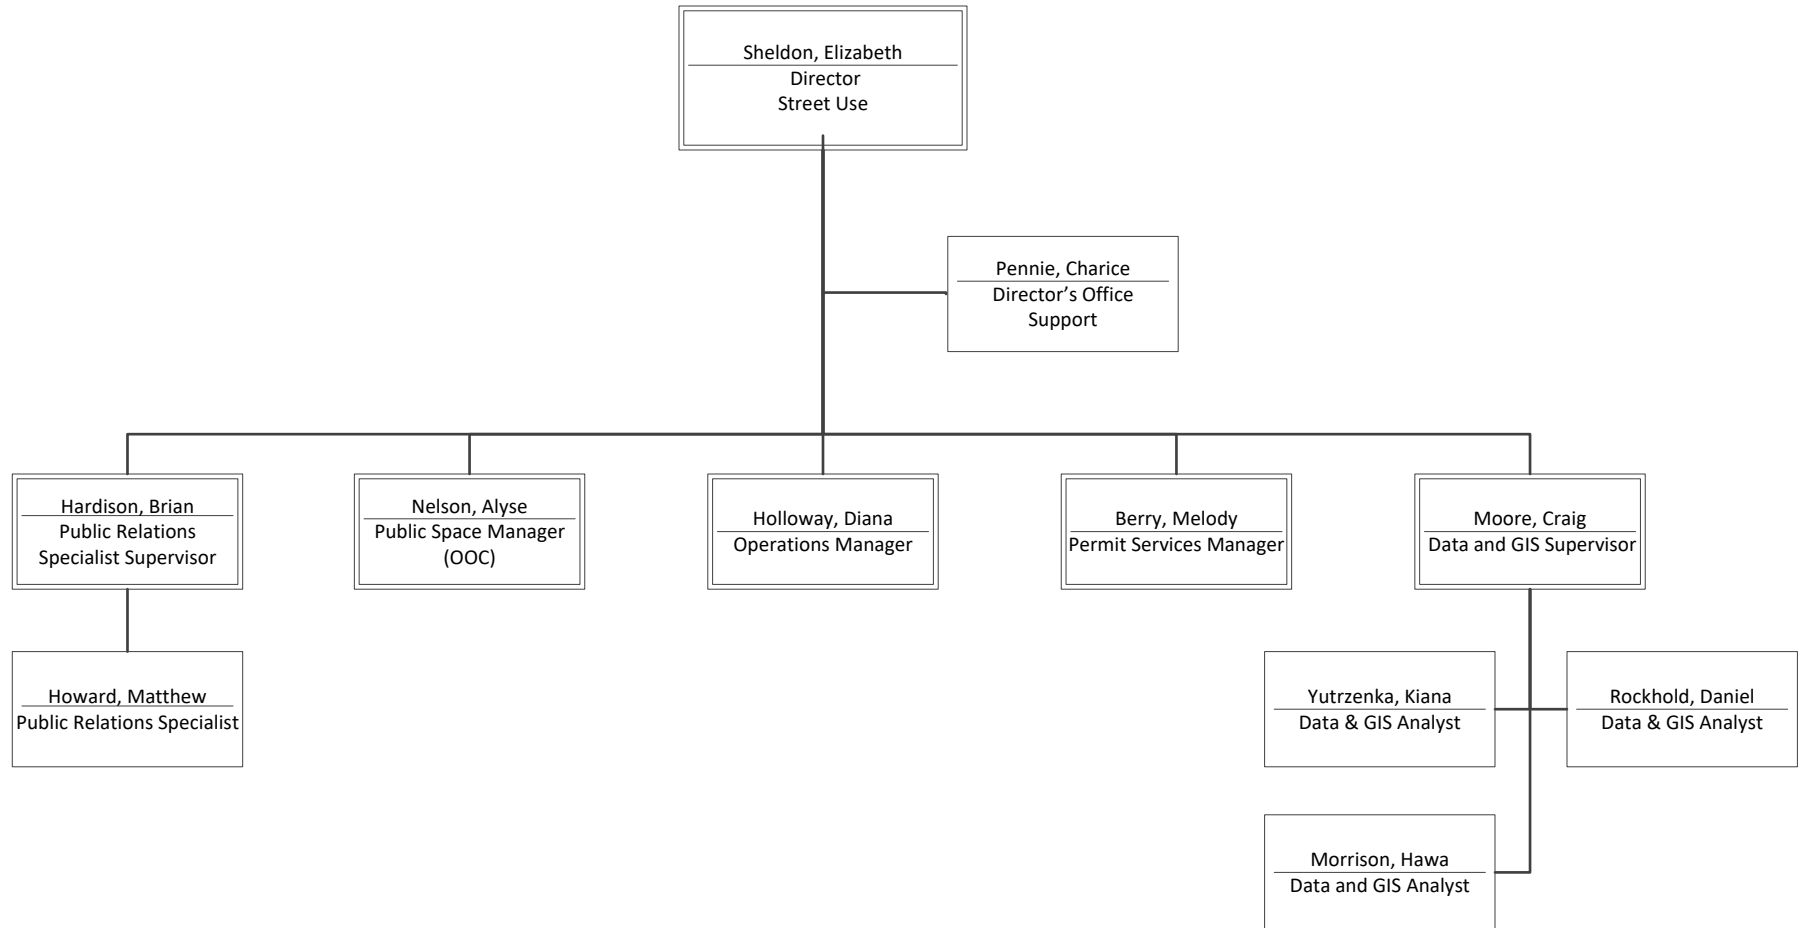 Sheldon, Elizabeth
Director
Street Use
Pennie, Charice
Director’s Office
Support
Hardison, Brian
Public Relations
Specialist Supervisor
Nelson, Alyse
Public Space Manager
(OOC)
Holloway, Diana
Operations Manager
Berry, Melody
Permit Services Manager
Moore, Craig
Data and GIS Supervisor
Howard, Matthew
Public Relations Specialist
Yutrzenka, Kiana
Data & GIS Analyst
Rockhold, Daniel
Data & GIS Analyst
Morrison, Hawa
Data and GIS Analyst